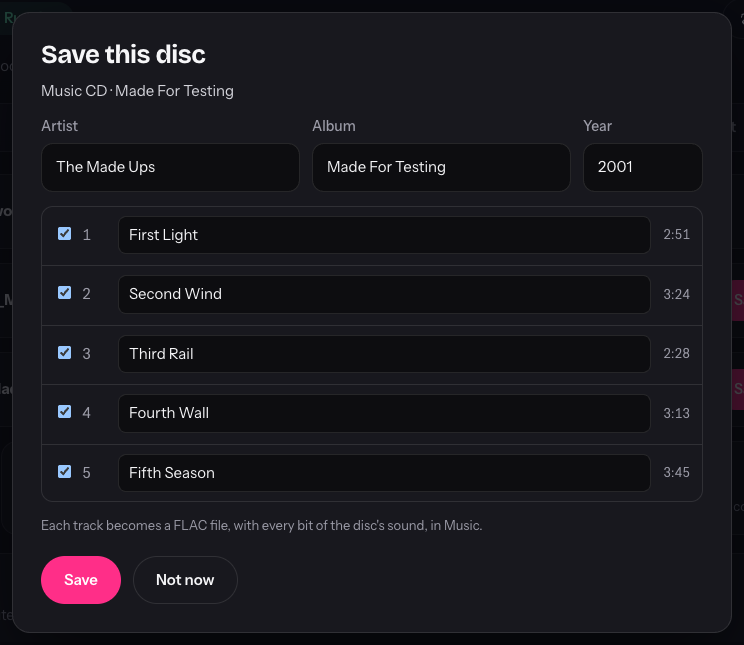 Save this disc
Music CD · Made For Testing
Artist Album Year
The Made Ups Made For Testing 2001
1 First Light 2:51
2 Second Wind 3:24
3 Third Rail 2:28
4 Fourth Wall 3:13
5 Fifth Season 3:45
Each track becomes a FLAC file, with every bit of the disc's sound, in Music.
Save Not now